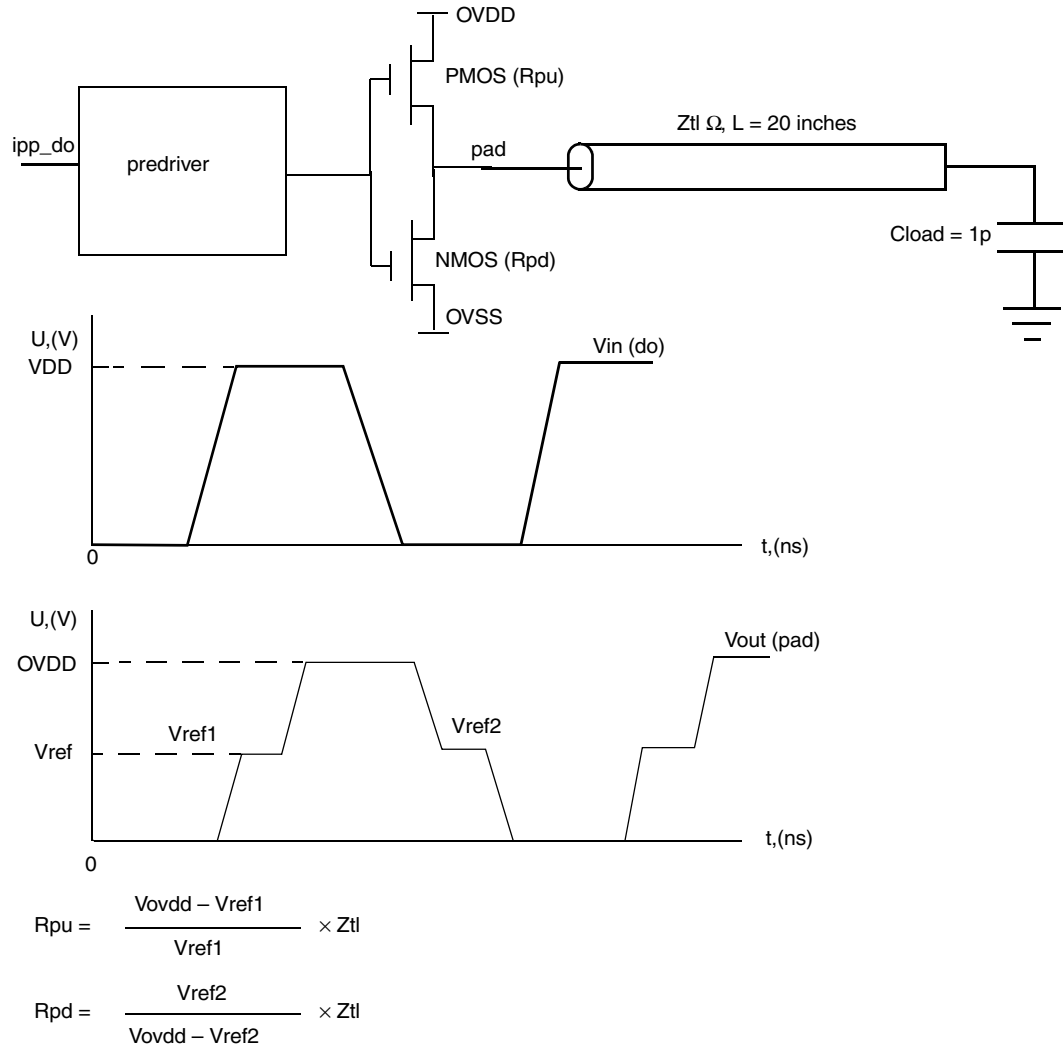 OVDD
PMOS (Rpu)
Ztl Ω, L = 20 inches
ipp_do
predriver
pad
Cload = 1p
NMOS (Rpd)
OVSS
U,(V)
VDD
Vin (do)
0
t,(ns)
U,(V)
OVDD
Vout (pad)
Vref1
Vref2
Vref
t,(ns)
0
Vovdd – Vref1
Rpu = × Ztl
Vref1
Vref2
Rpd = × Ztl
Vovdd – Vref2